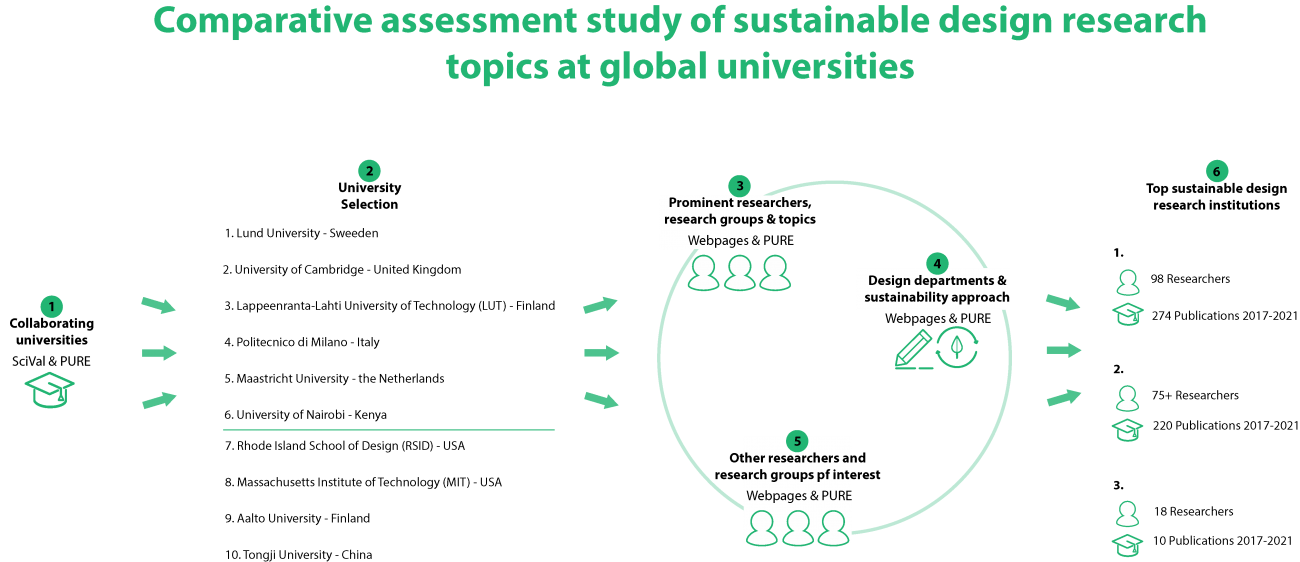 Comparative assessment study of sustainable design research
topics at global universities
1
Collaborating
universities
SciVal & PURE
2
University
Selection
1. Lund University - Sweeden
2. University of Cambridge - United Kingdom
3. Lappeenranta-Lahti University of Technology (LUT) - Finland
4. Politecnico di Milano - Italy
5. Maastricht University - the Netherlands
6. University of Nairobi - Kenya
7. Rhode Island School of Design (RSID) - USA
8. Massachusetts Institute of Technology (MIT) - USA
9. Aalto University - Finland
10. Tongji University - China
3
Prominent researchers,
research groups & topics
Webpages & PURE
4
Design departments &
sustainability approach
Webpages & PURE
5
Other researchers and
research groups pf interest
Webpages & PURE
6
Top sustainable design
research institutions
1.
98 Researchers
274 Publications 2017-2021
2.
75+ Researchers
220 Publications 2017-2021
3.
18 Researchers
10 Publications 2017-2021